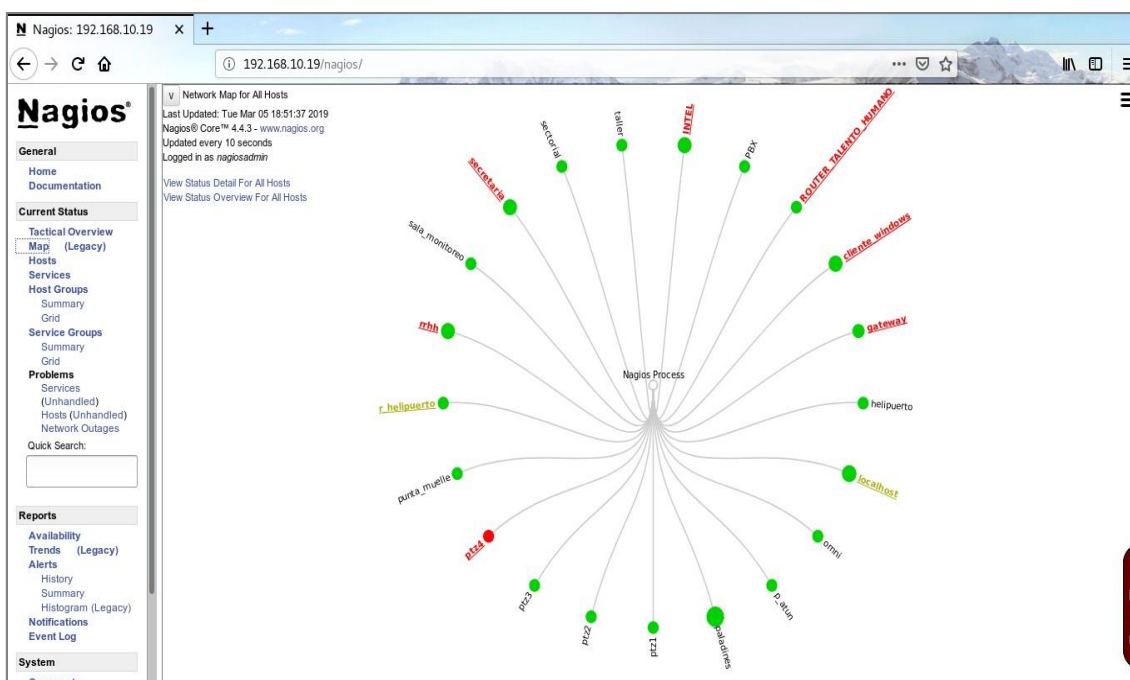 Nagios: 192.168.10.19
192.168.10.19/nagios/
Nagios®
General
Home
Documentation
Current Status
Tactical Overview
Map (Legacy)
Hosts
Services
Host Groups
Summary
Grid
Service Groups
Summary
Grid
Problems
Services
(Unhandled)
Hosts (Unhandled)
Network Outages
Quick Search:
Reports
Availability
Trends (Legacy)
Alerts
History
Summary
Histogram (Legacy)
Notifications
Event Log
System
Network Map for All Hosts
Last Updated: Tue Mar 05 18:51:37 2019
Nagios® Core™ 4.4.3 - www.nagios.org
Updated every 10 seconds
Logged in as nagiosadmin
View Status Detail For All Hosts
View Status Overview For All Hosts
taller
INTEL
PBX
ROUTER_TALENTO_HUMANO
sectorial
secretaria
cliente_windows
sala_monitoreo
rrhh
gateway
Nagios Process
r_helipuerto
helipuerto
punta_muelle
localhost
ptz4
omni
ptz3
p_atun
ptz2
ptz1
paladines